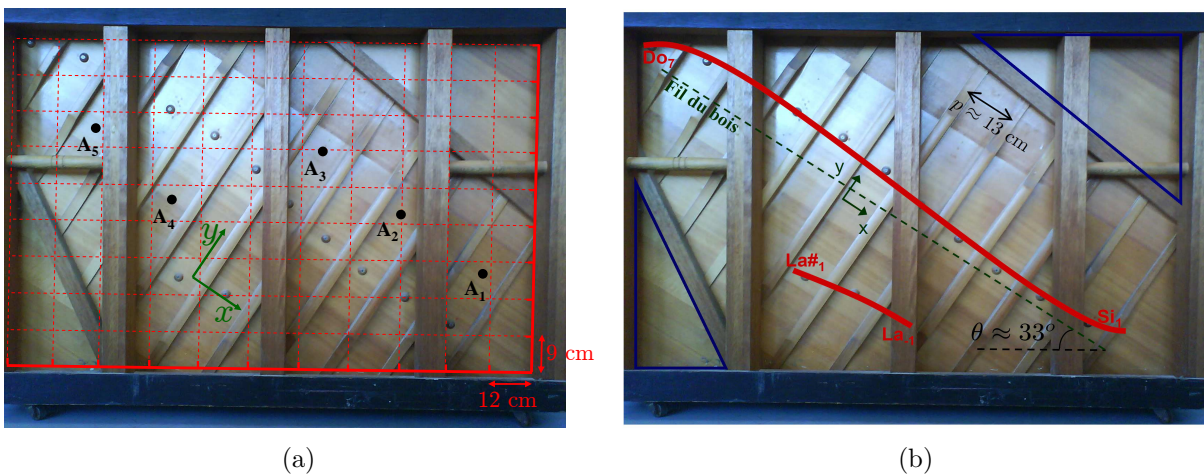 A₅
A₃
A₄
A₂
A₁
y
x
9 cm
12 cm
(a)
Do₇
Fil du bois
p ≈ 13 cm
y
x
La#₁
La₋₁
Si₁
θ ≈ 33°
(b)